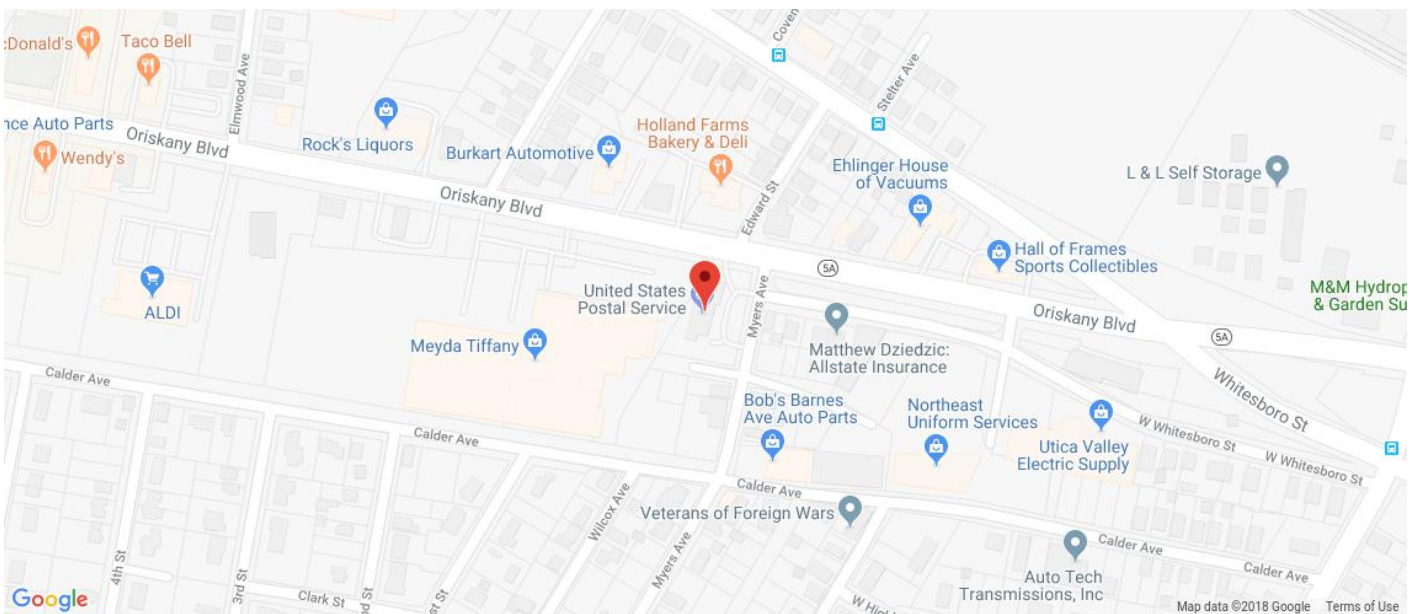 cDonald's
Taco Bell
Elmwood Ave
Coven
Stelter Ave
nce Auto Parts
Oriskany Blvd
Wendy's
Rock's Liquors
Burkart Automotive
Holland Farms
Bakery & Deli
Ehlinger House
of Vacuums
L & L Self Storage
Oriskany Blvd
Edward St
5A
Hall of Frames
Sports Collectibles
M&M Hydrop
& Garden Su
ALDI
United States
Postal Service
Myers Ave
Oriskany Blvd
5A
Meyda Tiffany
Matthew Dziedzic:
Allstate Insurance
Whitesboro St
Calder Ave
Bob's Barnes
Ave Auto Parts
Northeast
Uniform Services
Utica Valley
Electric Supply
W Whitesboro St
W Whitesboro St
Calder Ave
Calder Ave
Wilcox Ave
Myers Ave
Veterans of Foreign Wars
Calder Ave
Auto Tech
Transmissions, Inc
Calder Ave
4th St
3rd St
Clark St
d St
st St
W High
Google
Map data ©2018 Google
Terms of Use